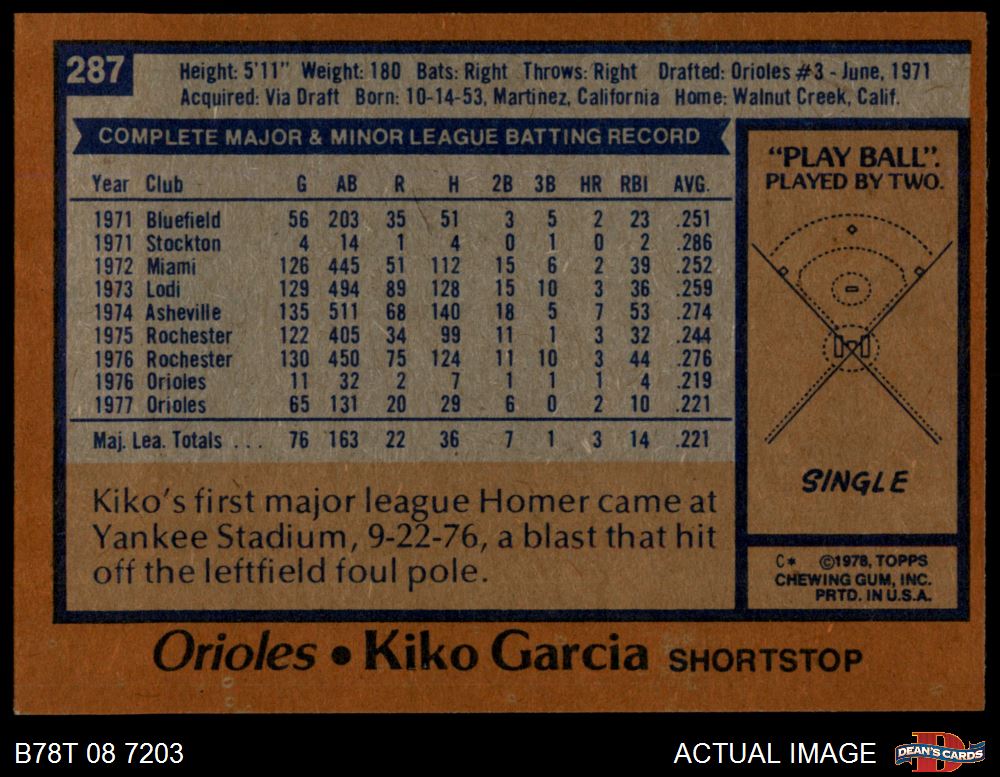 287
Height: 5'11" Weight: 180 Bats: Right Throws: Right Drafted: Orioles #3 - June, 1971
Acquired: Via Draft Born: 10-14-53, Martinez, California Home: Walnut Creek, Calif.
COMPLETE MAJOR & MINOR LEAGUE BATTING RECORD
Year Club G AB R H 2B 3B HR RBI AVG.
1971 Bluefield 56 203 35 51 3 5 2 23 .251
1971 Stockton 4 14 1 4 0 1 0 2 .286
1972 Miami 126 445 51 112 15 6 2 39 .252
1973 Lodi 129 494 89 128 15 10 3 36 .259
1974 Asheville 135 511 68 140 18 5 7 53 .274
1975 Rochester 122 405 34 99 11 1 3 32 .244
1976 Rochester 130 450 75 124 11 10 3 44 .276
1976 Orioles 11 32 2 7 1 1 1 4 .219
1977 Orioles 65 131 20 29 6 0 2 10 .221
Maj. Lea. Totals ... 76 163 22 36 7 1 3 14 .221
Kiko's first major league Homer came at
Yankee Stadium, 9-22-76, a blast that hit
off the leftfield foul pole.
"PLAY BALL".
PLAYED BY TWO.
SINGLE
C* ©1978, TOPPS
CHEWING GUM, INC.
PRTD. IN U.S.A.
Orioles • Kiko Garcia SHORTSTOP
B78T 08 7203
ACTUAL IMAGE
DEAN'S CARDS